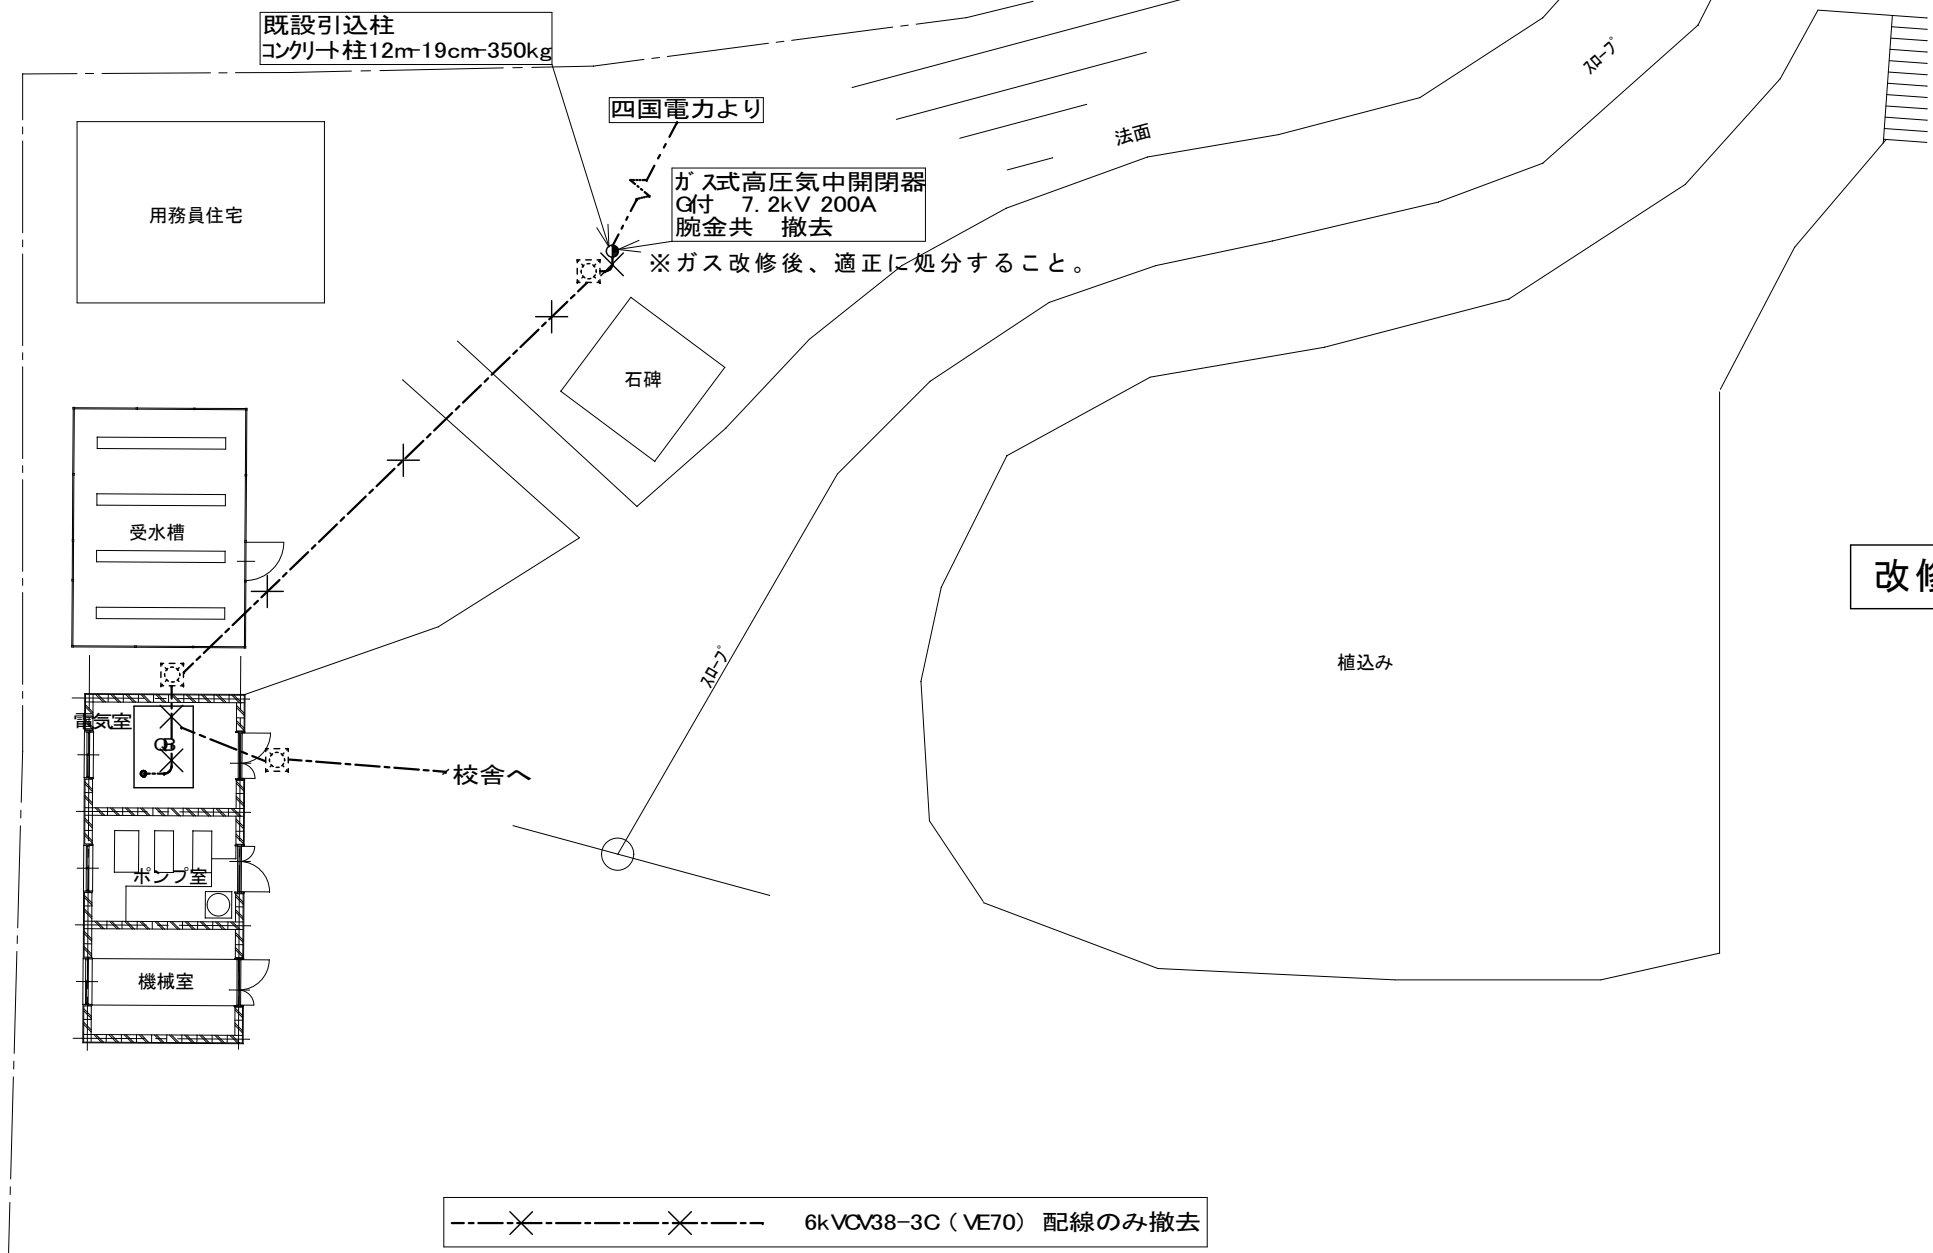 既設引込柱
コンクリート柱12m-19cm-350kg
四国電力より
ガス式高圧気中開閉器
G付 7.2kV 200A
腕金共 撤去
※ガス改修後、適正に処分すること。
スロープ
法面
用務員住宅
石碑
受水槽
改修
スロープ
植込み
電気室
CB
校舎へ
ポンプ室
機械室
6kVCV38-3C（VE70） 配線のみ撤去